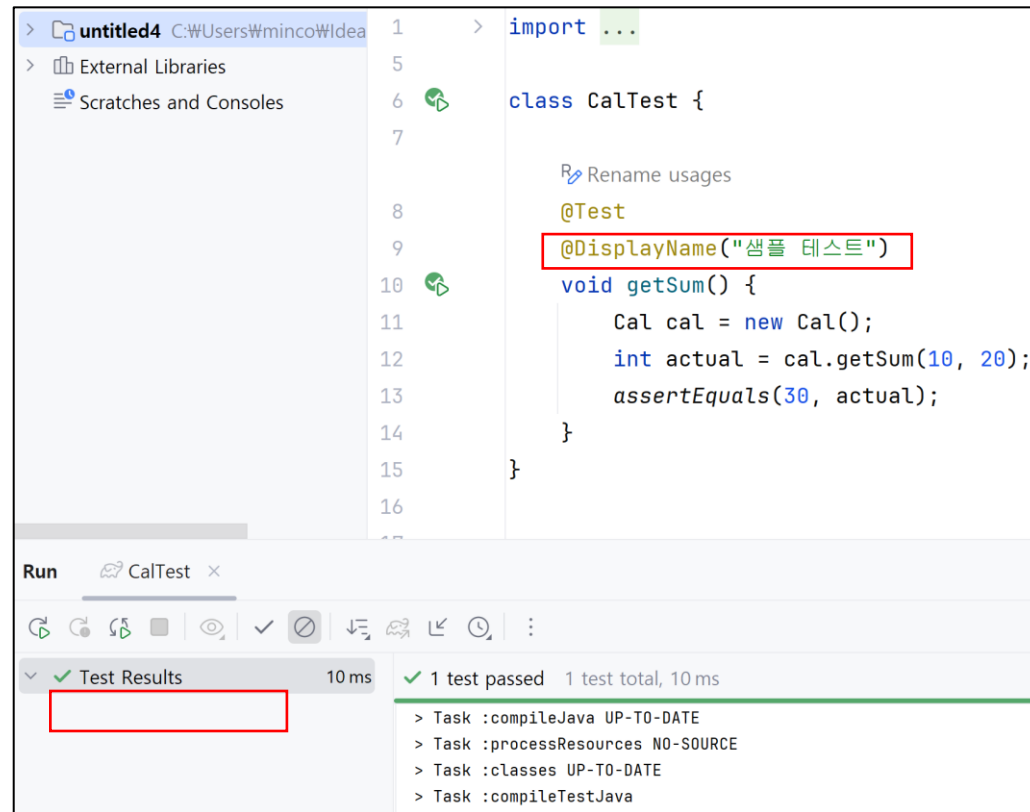 untitled4 C:₩Users₩minco₩Idea
External Libraries
Scratches and Consoles
1 import ...
5
6 class CalTest {
7
Rename usages
8 @Test
9 @DisplayName("샘플 테스트")
10 void getSum() {
11 Cal cal = new Cal();
12 int actual = cal.getSum(10, 20);
13 assertEquals(30, actual);
14 }
15 }
16
Run CalTest ×
Test Results 10 ms
1 test passed 1 test total, 10 ms
> Task :compileJava UP-TO-DATE
> Task :processResources NO-SOURCE
> Task :classes UP-TO-DATE
> Task :compileTestJava